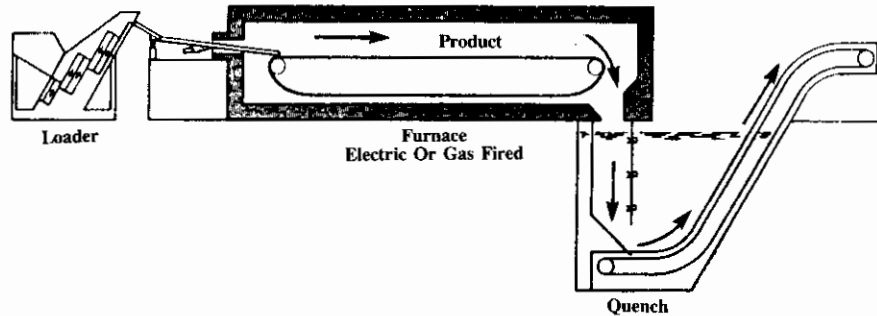 Product
Loader
Furnace
Electric Or Gas Fired
Quench